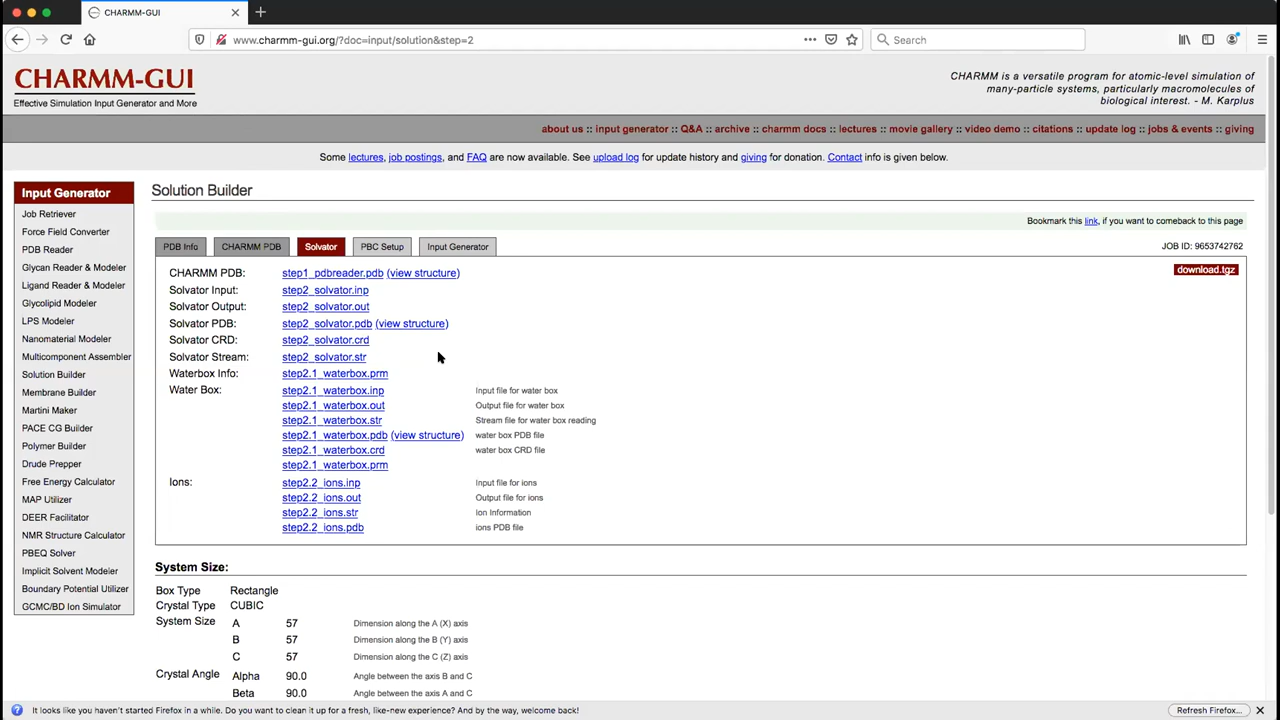 CHARMM-GUI
www.charmm-gui.org/?doc=input/solution&step=2
Search
CHARMM-GUI
Effective Simulation Input Generator and More
CHARMM is a versatile program for atomic-level simulation of
many-particle systems, particularly macromolecules of
biological interest. - M. Karplus
about us :: input generator :: Q&A :: archive :: charmm docs :: lectures :: movie gallery :: video demo :: citations :: update log :: jobs & events :: giving
Some lectures, job postings, and FAQ are now available. See upload log for update history and giving for donation. Contact info is given below.
Input Generator
Job Retriever
Force Field Converter
PDB Reader
Glycan Reader & Modeler
Ligand Reader & Modeler
Glycolipid Modeler
LPS Modeler
Nanomaterial Modeler
Multicomponent Assembler
Solution Builder
Membrane Builder
Martini Maker
PACE CG Builder
Polymer Builder
Drude Prepper
Free Energy Calculator
MAP Utilizer
DEER Facilitator
NMR Structure Calculator
PBEQ Solver
Implicit Solvent Modeler
Boundary Potential Utilizer
GCMC/BD Ion Simulator
Solution Builder
Bookmark this link, if you want to comeback to this page
PDB Info CHARMM PDB Solvator PBC Setup Input Generator JOB ID: 9653742762
download.tgz
CHARMM PDB: step1_pdbreader.pdb (view structure)
Solvator Input: step2_solvator.inp
Solvator Output: step2_solvator.out
Solvator PDB: step2_solvator.pdb (view structure)
Solvator CRD: step2_solvator.crd
Solvator Stream: step2_solvator.str
Waterbox Info: step2.1_waterbox.prm
Water Box: step2.1_waterbox.inp Input file for water box
step2.1_waterbox.out Output file for water box
step2.1_waterbox.str Stream file for water box reading
step2.1_waterbox.pdb (view structure) water box PDB file
step2.1_waterbox.crd water box CRD file
step2.1_waterbox.prm
Ions: step2.2_ions.inp Input file for ions
step2.2_ions.out Output file for ions
step2.2_ions.str Ion Information
step2.2_ions.pdb ions PDB file
System Size:
Box Type Rectangle
Crystal Type CUBIC
System Size A 57 Dimension along the A (X) axis
B 57 Dimension along the B (Y) axis
C 57 Dimension along the C (Z) axis
Crystal Angle Alpha 90.0 Angle between the axis B and C
Beta 90.0 Angle between the axis A and C
It looks like you haven't started Firefox in a while. Do you want to clean it up for a fresh, like-new experience? And by the way, welcome back! Refresh Firefox...